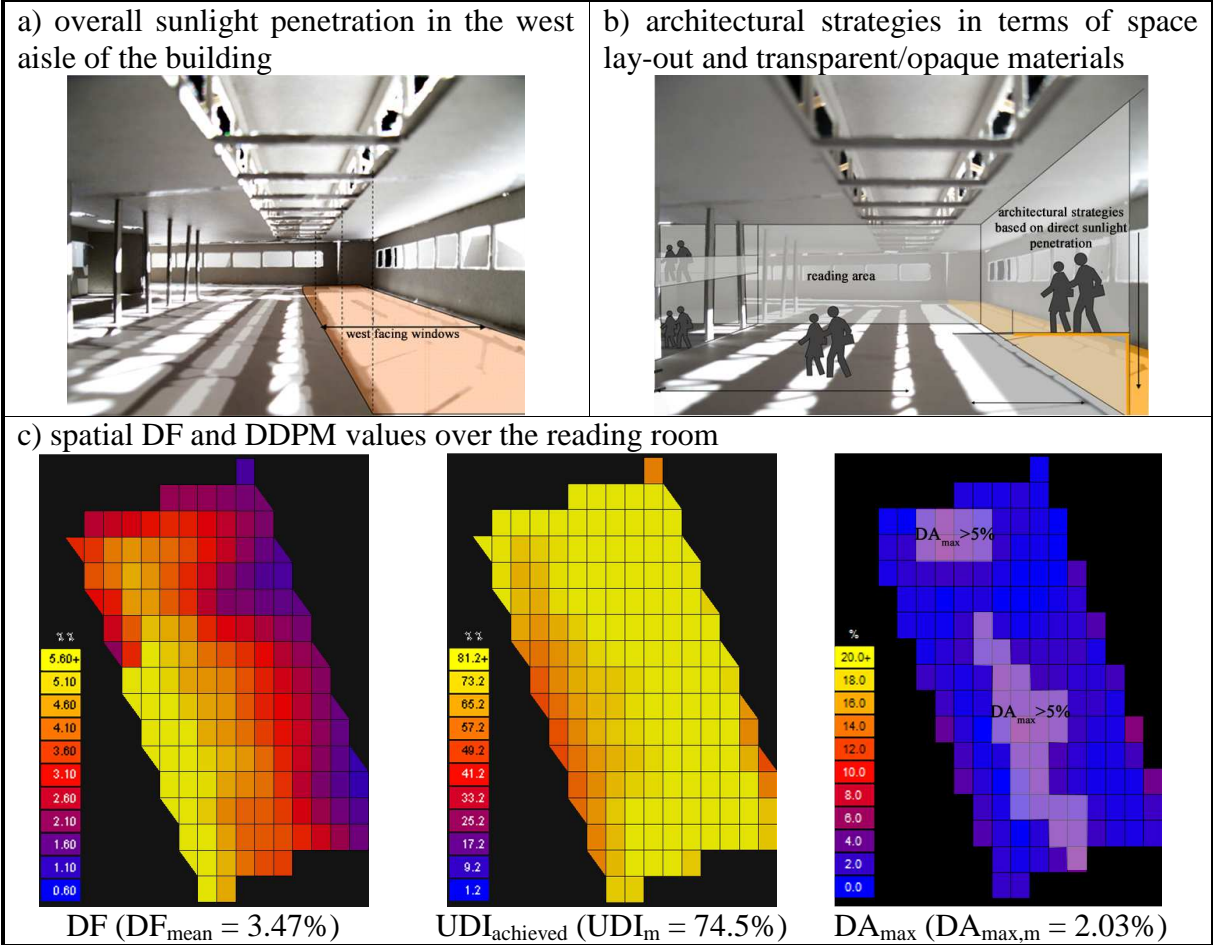 a) overall sunlight penetration in the west
aisle of the building
west facing windows
b) architectural strategies in terms of space
lay-out and transparent/opaque materials
architectural strategies
based on direct sunlight
penetration
reading area
c) spatial DF and DDPM values over the reading room
%%
5.60+
5.10
4.60
4.10
3.60
3.10
2.60
2.10
1.60
1.10
0.60
DF (DFmean = 3.47%)
%%
81.2+
73.2
65.2
57.2
49.2
41.2
33.2
25.2
17.2
9.2
1.2
UDIachieved (UDIm = 74.5%)
DAmax>5%
DAmax>5%
%
20.0+
18.0
16.0
14.0
12.0
10.0
8.0
6.0
4.0
2.0
0.0
DAmax (DAmax,m = 2.03%)